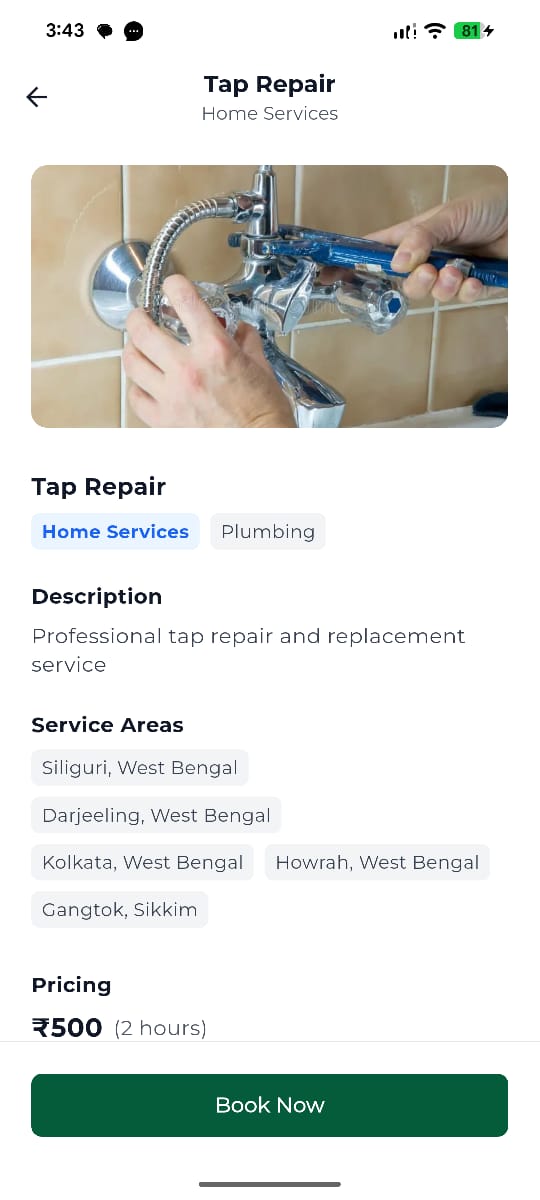 3:43
81
Tap Repair
Home Services
Tap Repair
Home Services Plumbing
Description
Professional tap repair and replacement
service
Service Areas
Siliguri, West Bengal
Darjeeling, West Bengal
Kolkata, West Bengal Howrah, West Bengal
Gangtok, Sikkim
Pricing
₹500 (2 hours)
Book Now